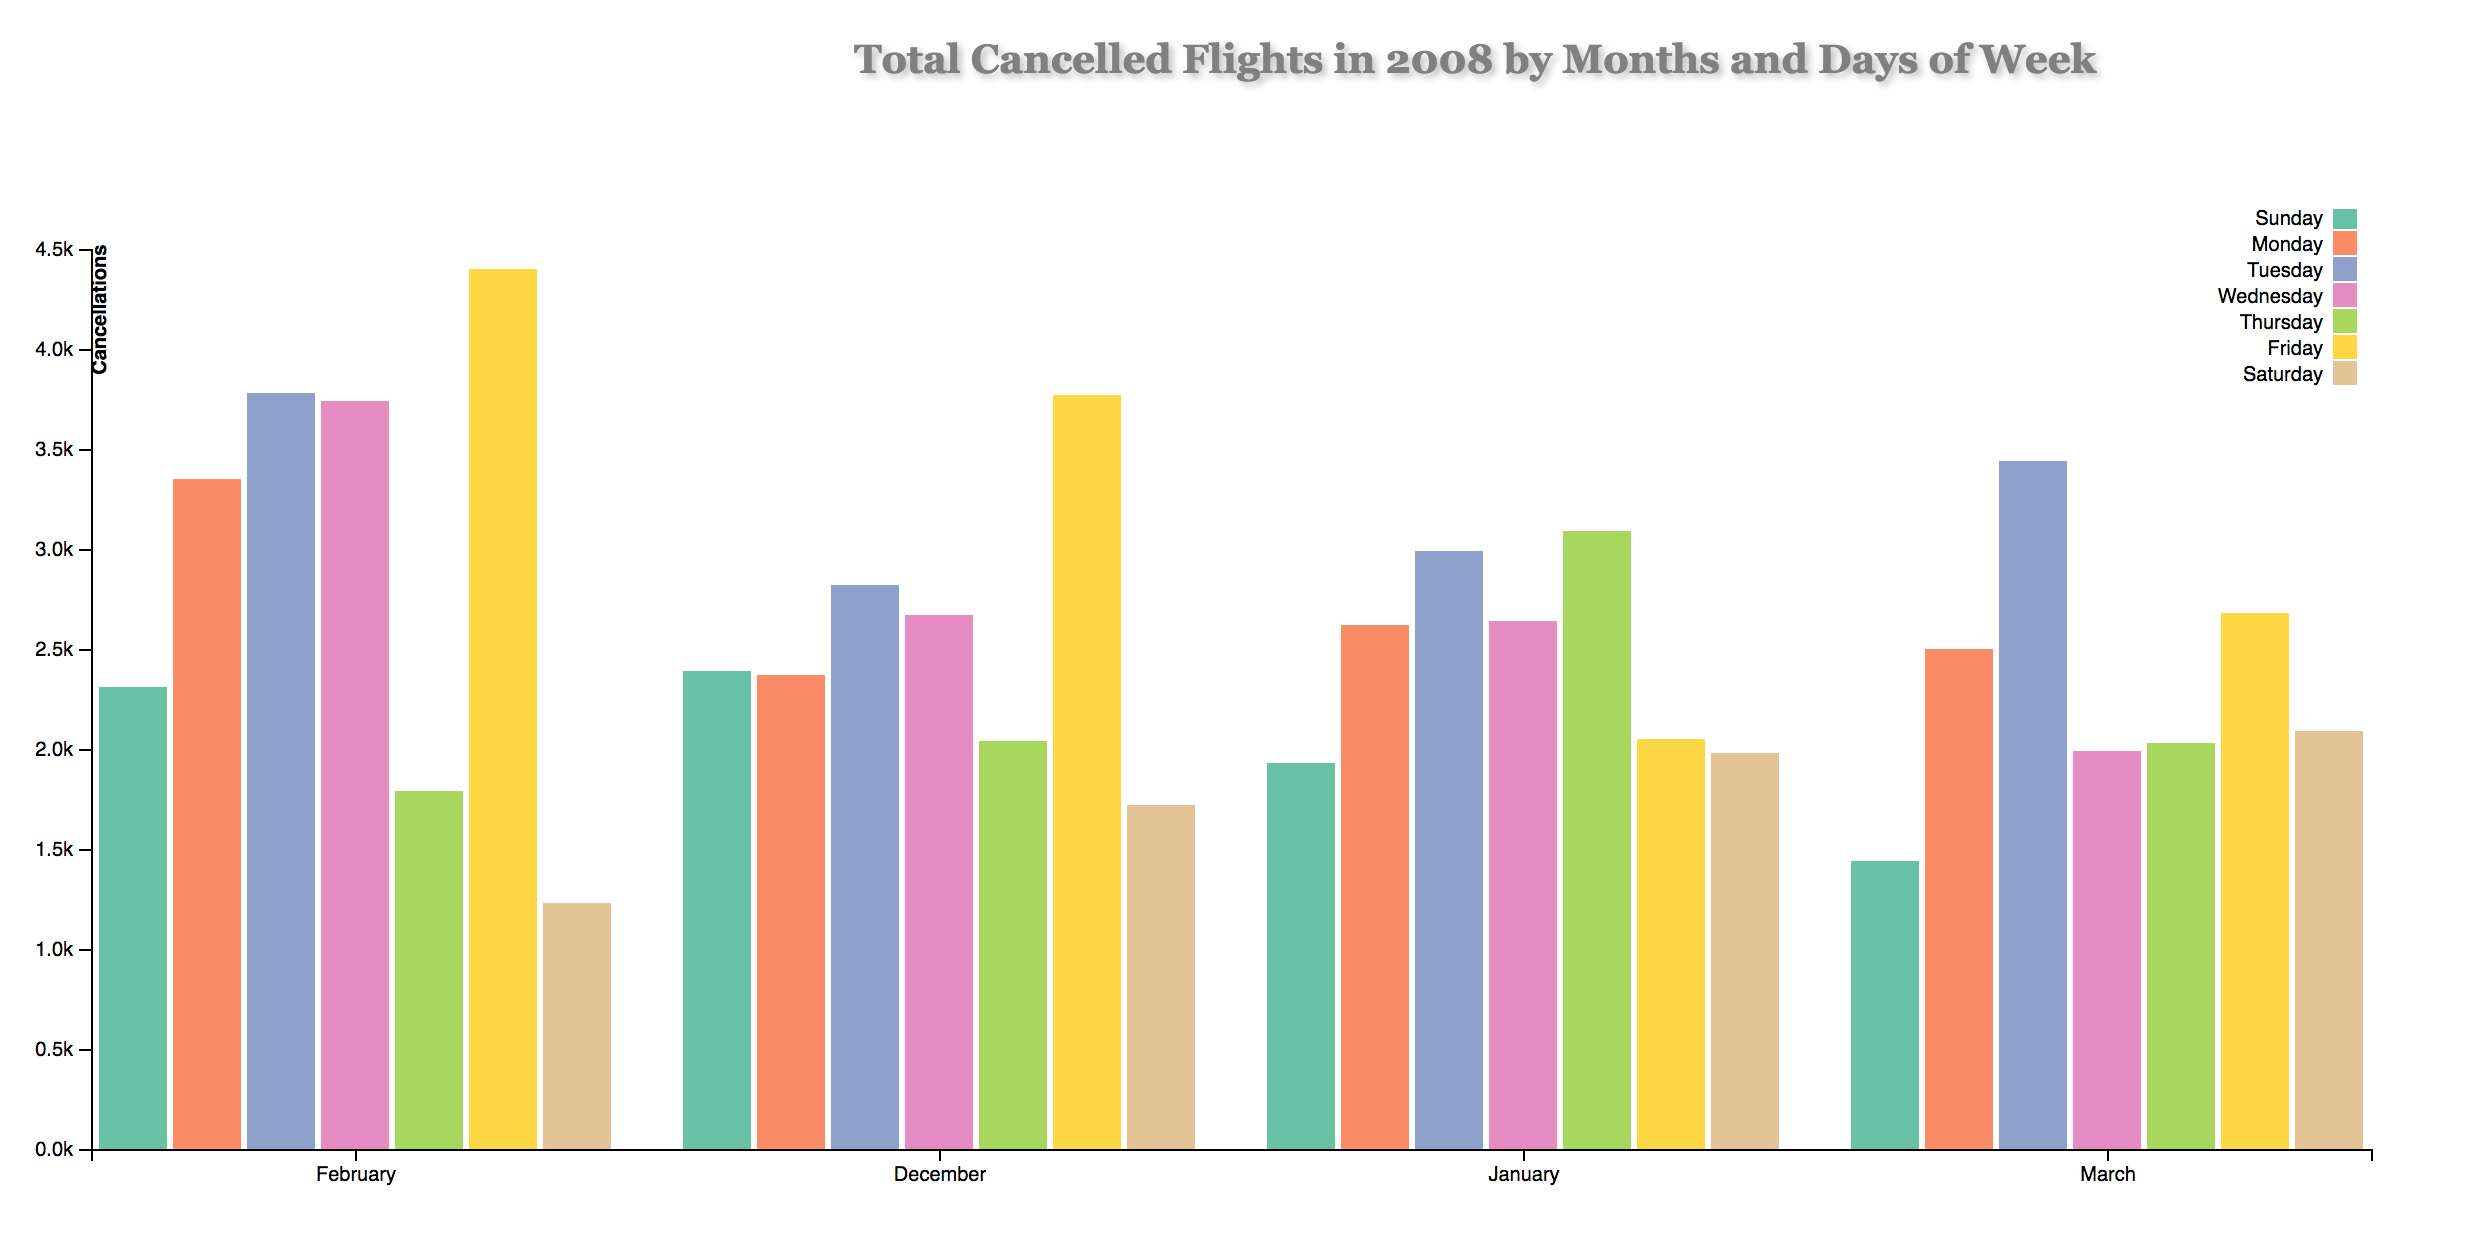 Total Cancelled Flights in 2008 by Months and Days of Week
Sunday
Monday
Tuesday
Wednesday
Thursday
Friday
Saturday
Cancellations
4.5k
4.0k
3.5k
3.0k
2.5k
2.0k
1.5k
1.0k
0.5k
0.0k
February
December
January
March